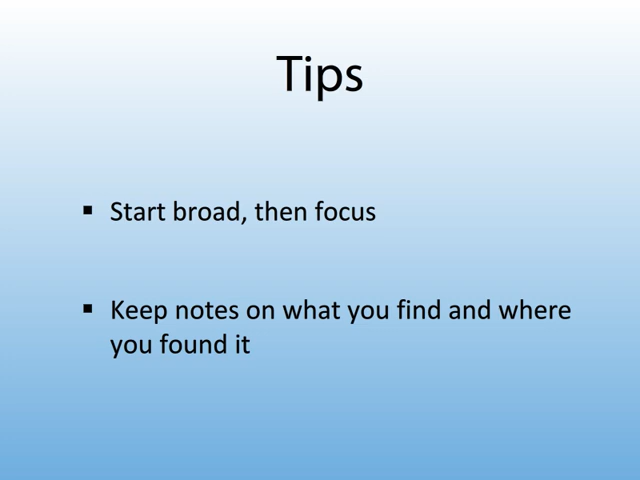 Tips
▪ Start broad, then focus
▪ Keep notes on what you find and where
you found it